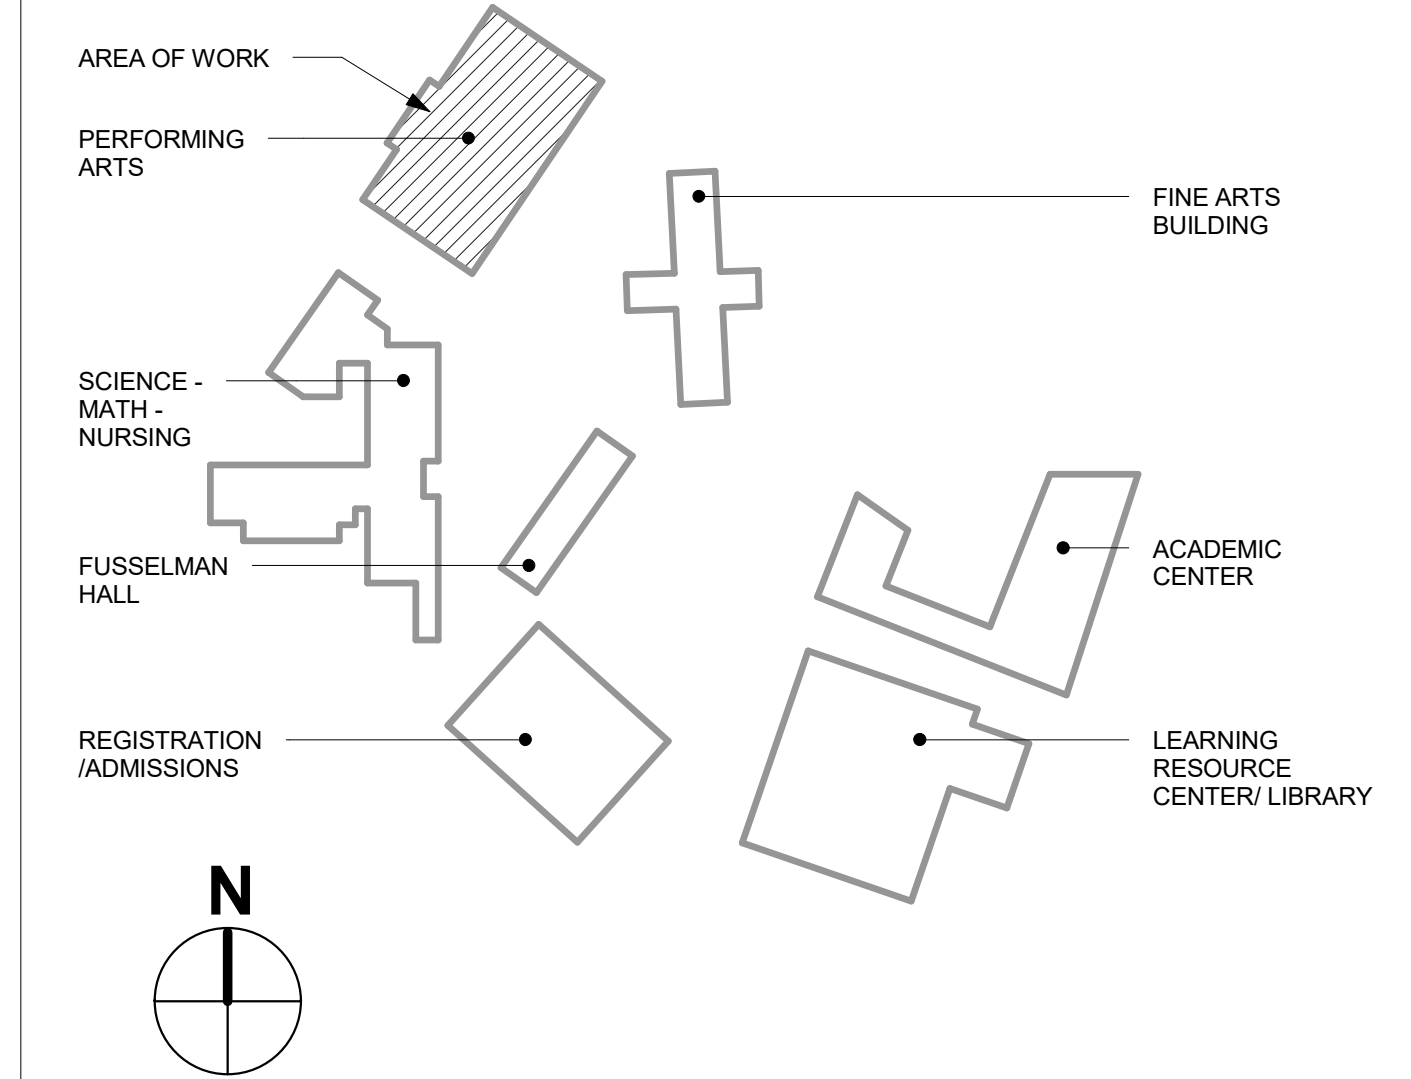 AREA OF WORK
PERFORMING
ARTS
FINE ARTS
BUILDING
SCIENCE -
MATH -
NURSING
FUSSELMAN
HALL
ACADEMIC
CENTER
REGISTRATION
/ADMISSIONS
LEARNING
RESOURCE
CENTER/ LIBRARY
N